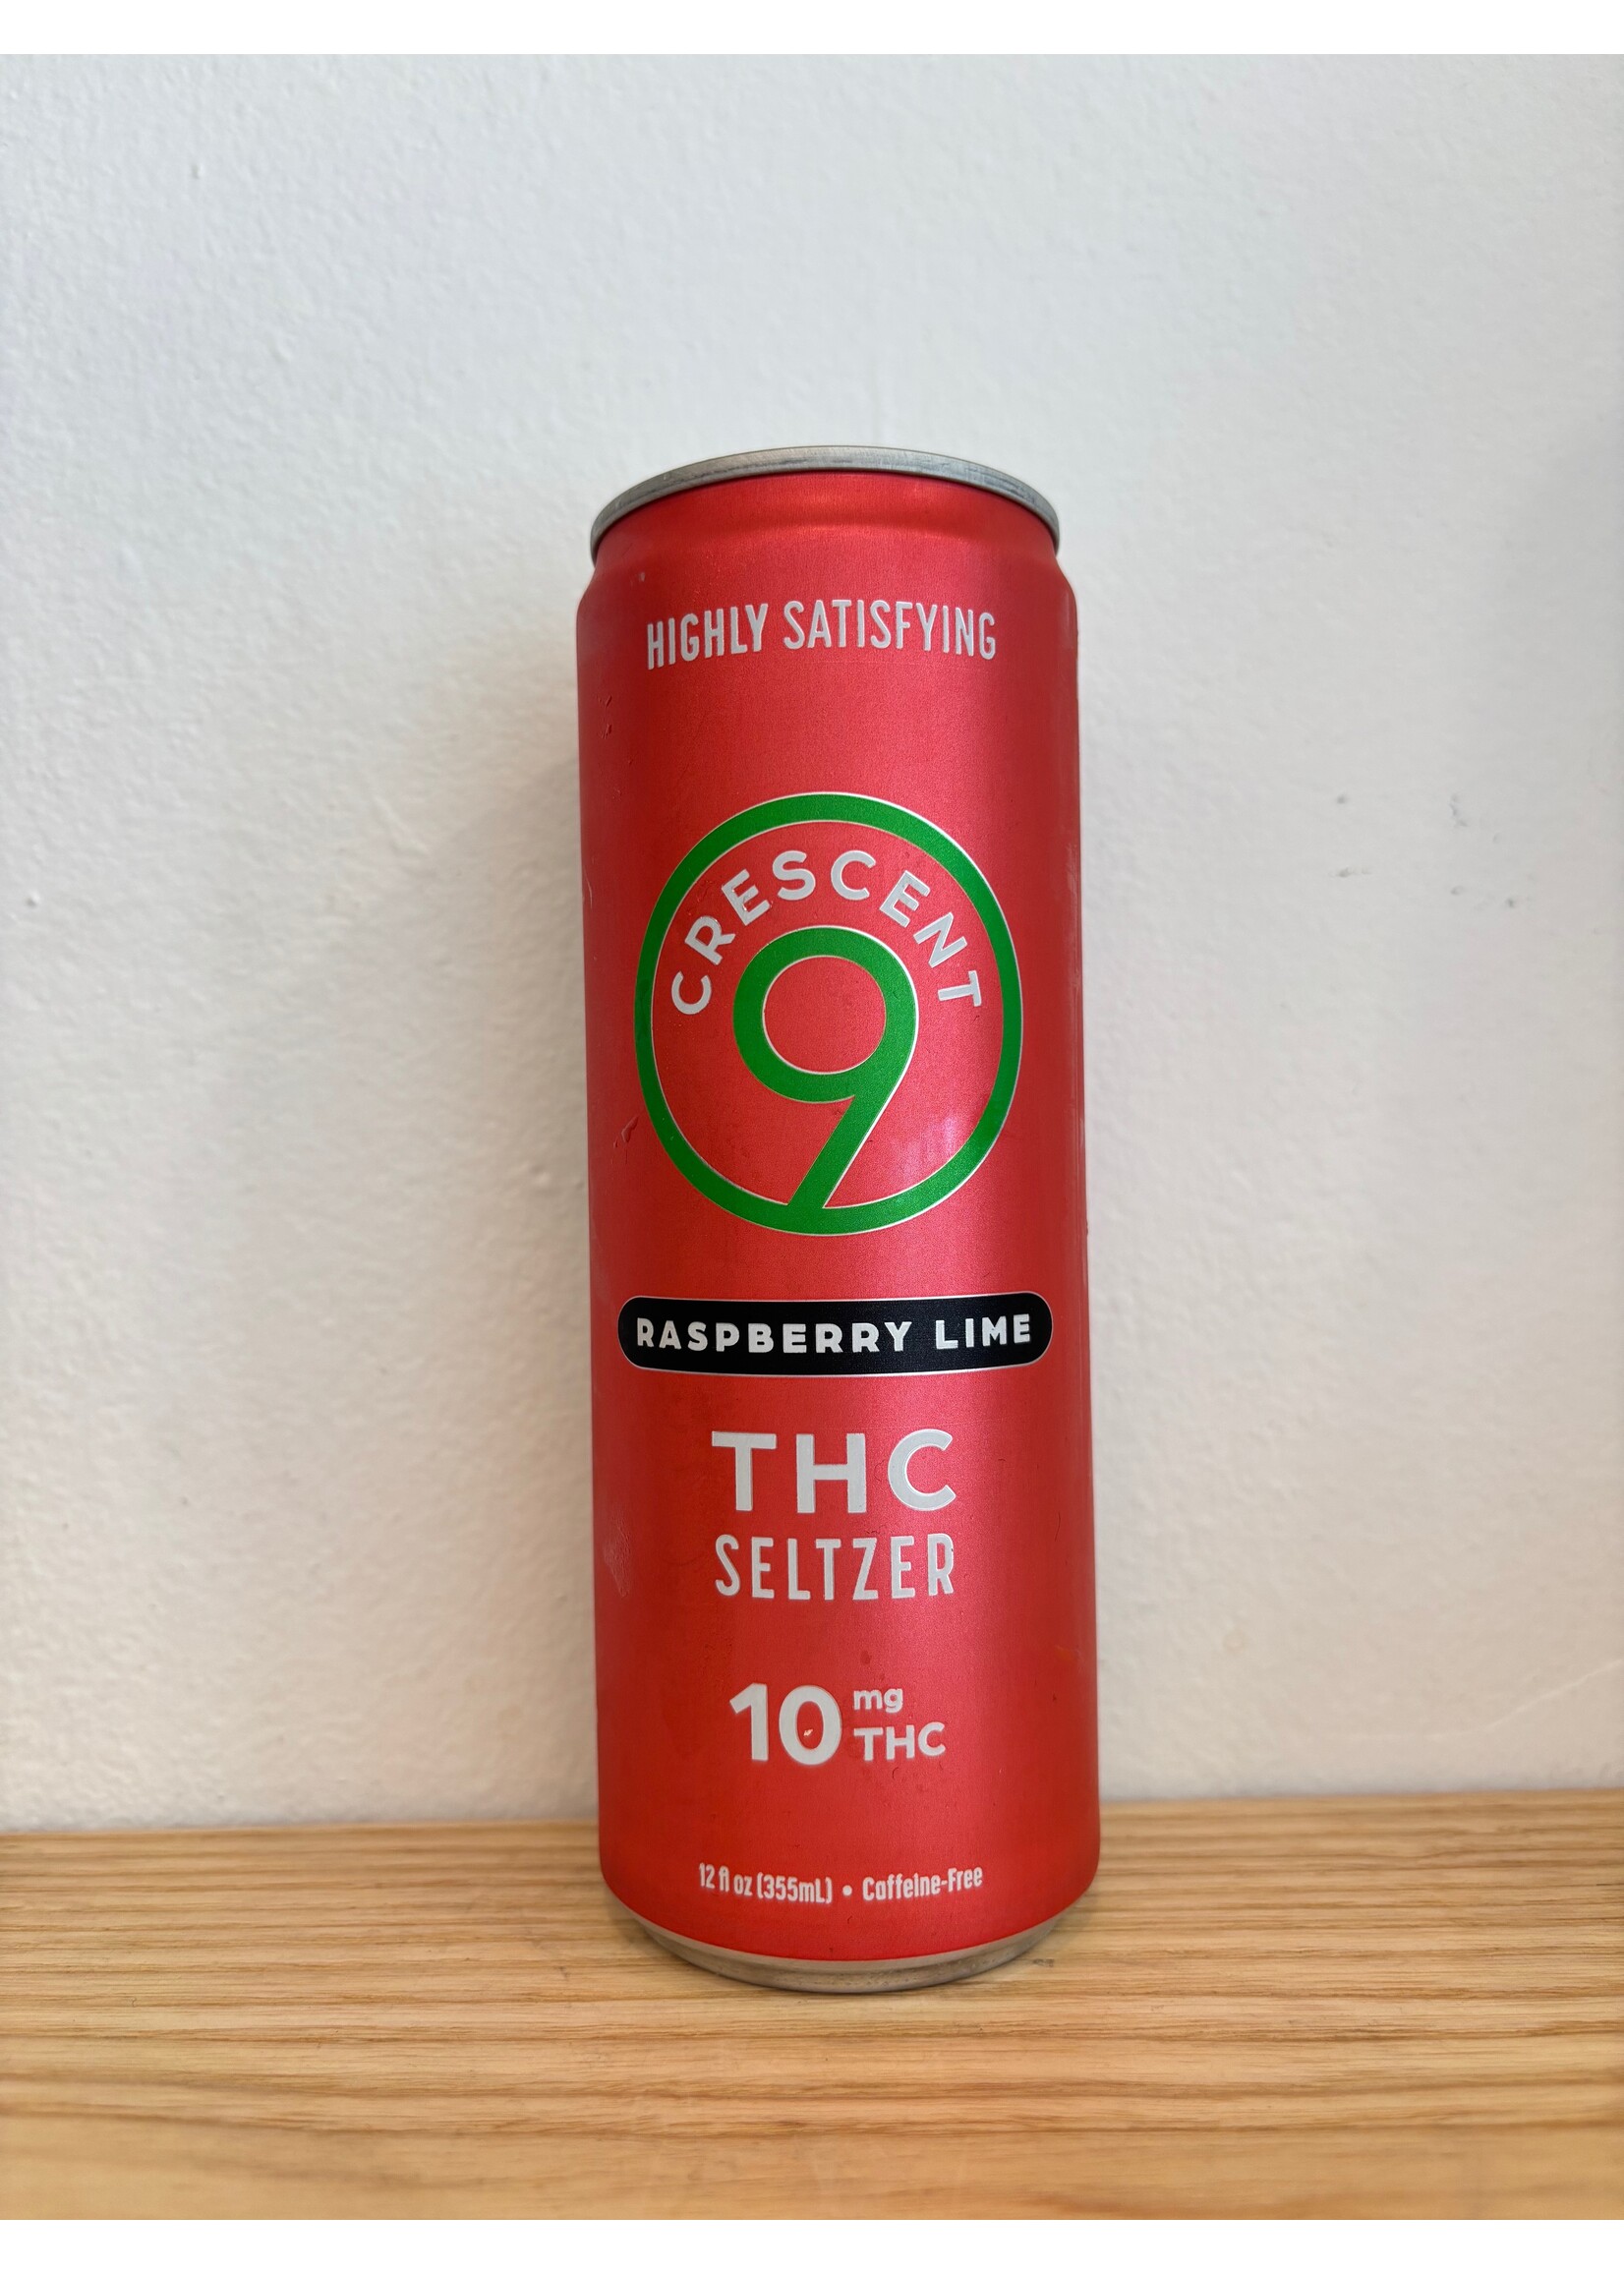 HIGHLY SATISFYING
CRESCENT
9
RASPBERRY LIME
THC
SELTZER
10 mg THC
12 fl oz (355mL) • Caffeine-Free